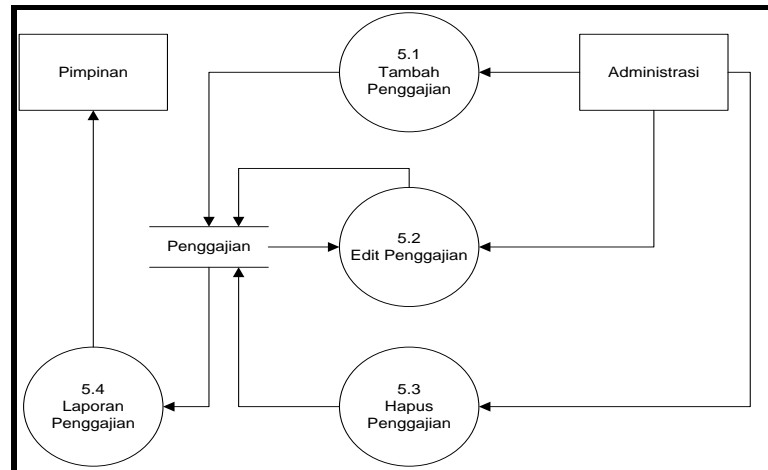 Pimpinan
5.1
Tambah
Penggajian
Administrasi
Penggajian
5.2
Edit Penggajian
5.4
Laporan
Penggajian
5.3
Hapus
Penggajian